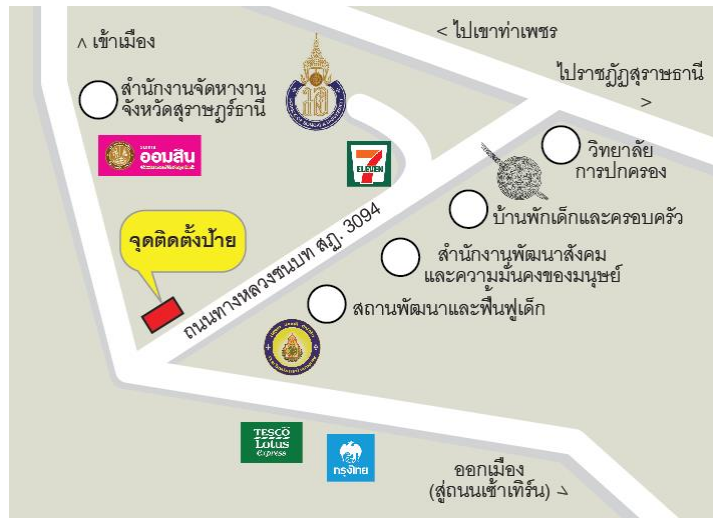 ^ เข้าเมือง
< ไปเขาท่าเพชร
ไปราชภัฏสุราษธานี
>
สำนักงานจัดหางาน
จังหวัดสุราษฎร์ธานี
ออมสิน
7
ELEVEN
วิทยาลัย
การปกครอง
บ้านพักเด็กและครอบครัว
จุดติดตั้งป้าย
ถนนทางหลวงชนบท สฎ. 3094
สำนักงานพัฒนาสังคม
และความมั่นคงของมนุษย์
สถานพัฒนาและฟื้นฟูเด็ก
TESCO
Lotus
Express
กรุงไทย
ออกเมือง
(สู่ถนนเซ้าเทิร์น) >